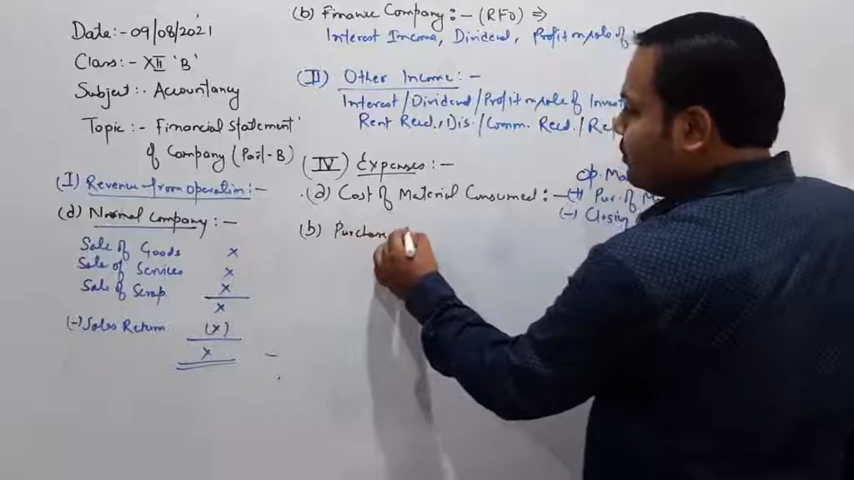 Date:- 09/08/2021
Class:- XII 'B'
Subject:- Accountancy
Topic:- Financial Statement
of Company (Part-B)
(I) Revenue from operation:-
(a) Normal Company:-
Sale of Goods x
Sale of Services x
Sale of Scrap x
x
(-) Sales Return (x)
x
(b) Finance Company:- (RFO) ⇒
Interest Income, Dividend, Profit on sale of
(II) Other Income:-
Interest/Dividend/Profit on sale of
Rent Recd., Dis./Comm. Recd./
(IV) Expenses:-
(a) Cost of Material Consumed:-
op.
(+) Pur. of
(-) Closing
(b) Purchase